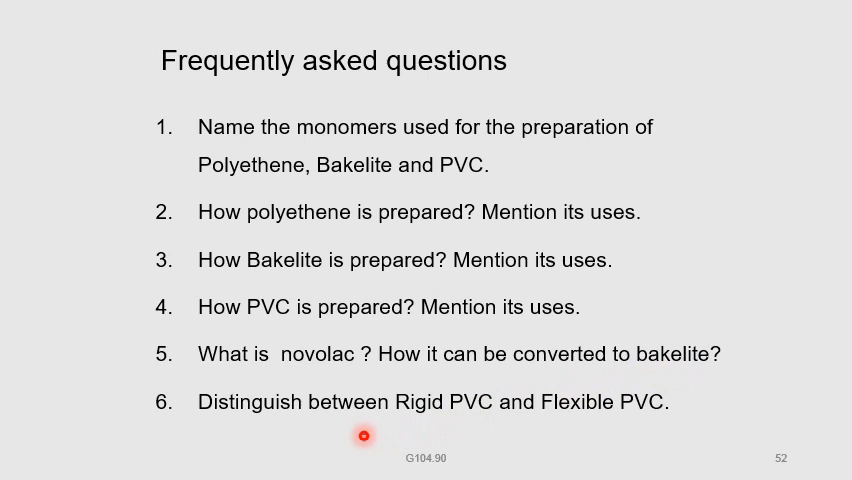 Frequently asked questions
1. Name the monomers used for the preparation of
Polyethene, Bakelite and PVC.
2. How polyethene is prepared? Mention its uses.
3. How Bakelite is prepared? Mention its uses.
4. How PVC is prepared? Mention its uses.
5. What is  novolac ? How it can be converted to bakelite?
6. Distinguish between Rigid PVC and Flexible PVC.
G104.90
52